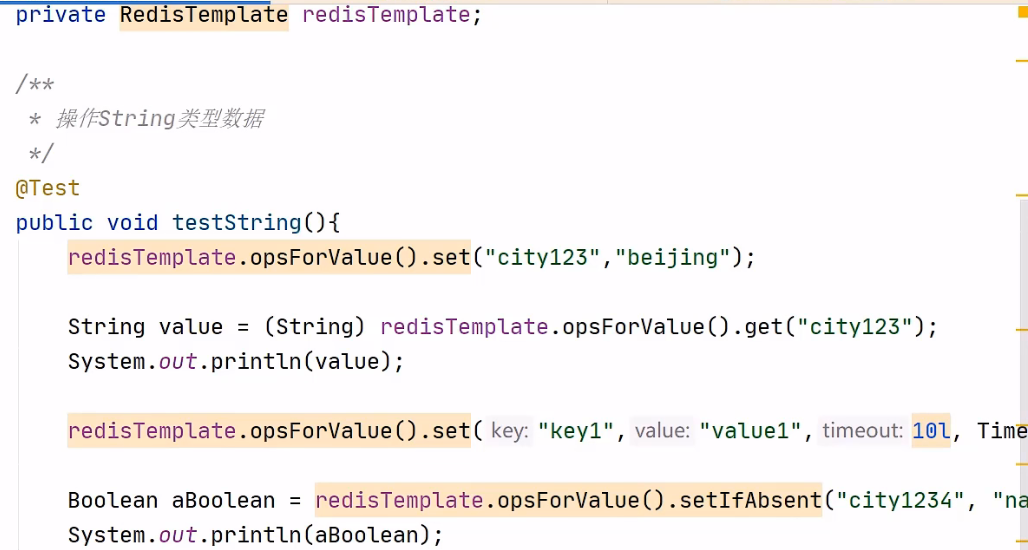 private RedisTemplate redisTemplate;
/**
* 操作String类型数据
*/
@Test
public void testString(){
redisTemplate.opsForValue().set("city123","beijing");
String value = (String) redisTemplate.opsForValue().get("city123");
System.out.println(value);
redisTemplate.opsForValue().set( key: "key1", value: "value1", timeout: 10l, Time
Boolean aBoolean = redisTemplate.opsForValue().setIfAbsent("city1234", "na
System.out.println(aBoolean);